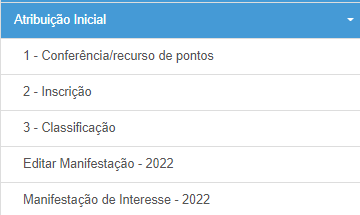 Atribuição Inicial
1 - Conferência/recurso de pontos
2 - Inscrição
3 - Classificação
Editar Manifestação - 2022
Manifestação de Interesse - 2022